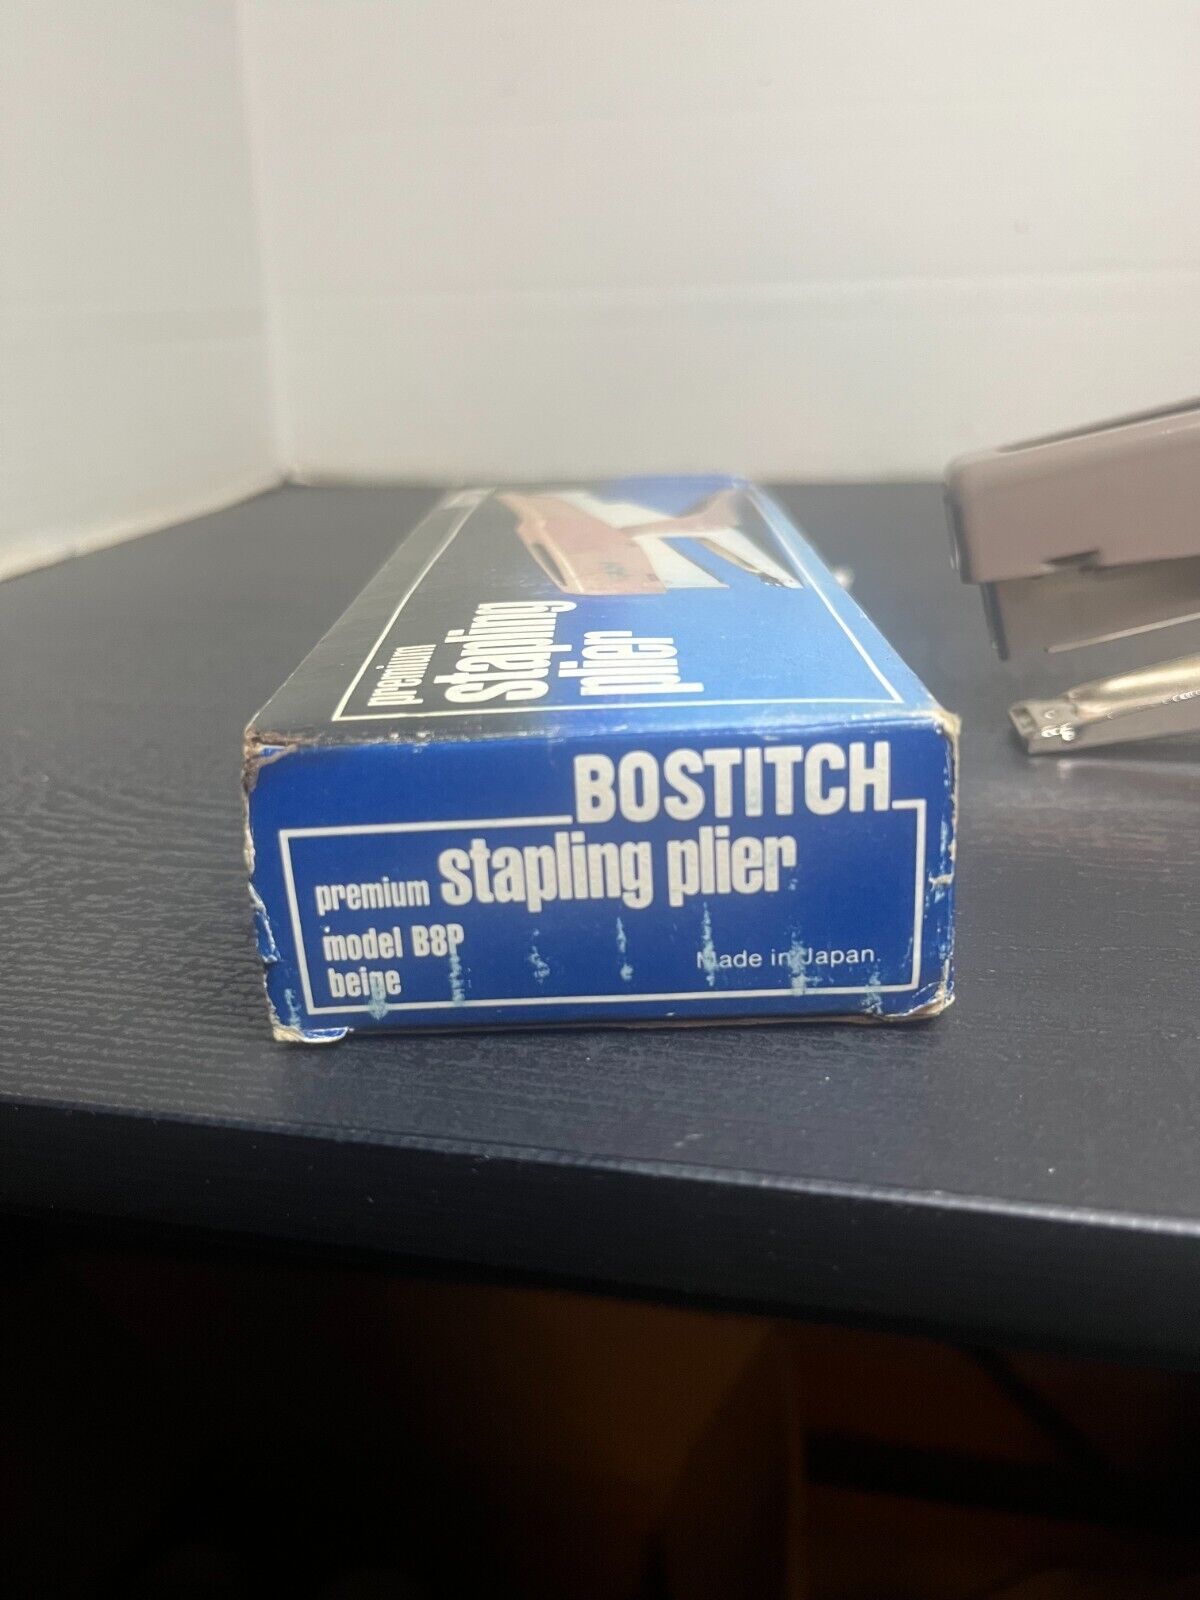 premium
stapling
plier
BOSTITCH
premium stapling plier
model B8P
beige
Made in Japan.